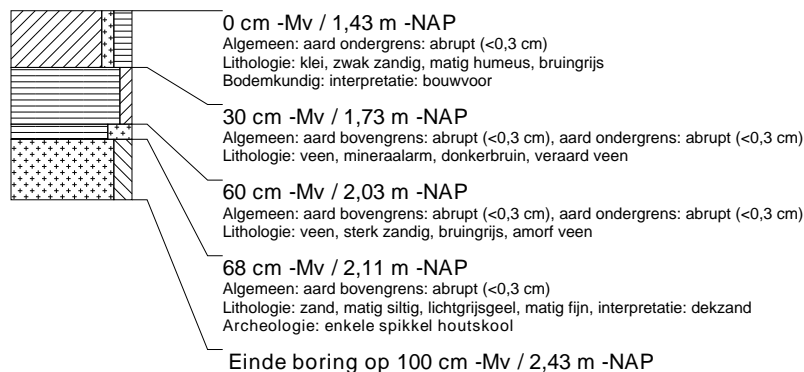 0 cm -Mv / 1,43 m -NAP
Algemeen: aard ondergrens: abrupt (<0,3 cm)
Lithologie: klei, zwak zandig, matig humeus, bruingrijs
Bodemkundig: interpretatie: bouwvoor
30 cm -Mv / 1,73 m -NAP
Algemeen: aard bovengrens: abrupt (<0,3 cm), aard ondergrens: abrupt (<0,3 cm)
Lithologie: veen, mineraalarm, donkerbruin, veraard veen
60 cm -Mv / 2,03 m -NAP
Algemeen: aard bovengrens: abrupt (<0,3 cm), aard ondergrens: abrupt (<0,3 cm)
Lithologie: veen, sterk zandig, bruingrijs, amorf veen
68 cm -Mv / 2,11 m -NAP
Algemeen: aard bovengrens: abrupt (<0,3 cm)
Lithologie: zand, matig siltig, lichtgrijsgeel, matig fijn, interpretatie: dekzand
Archeologie: enkele spikkel houtskool
Einde boring op 100 cm -Mv / 2,43 m -NAP